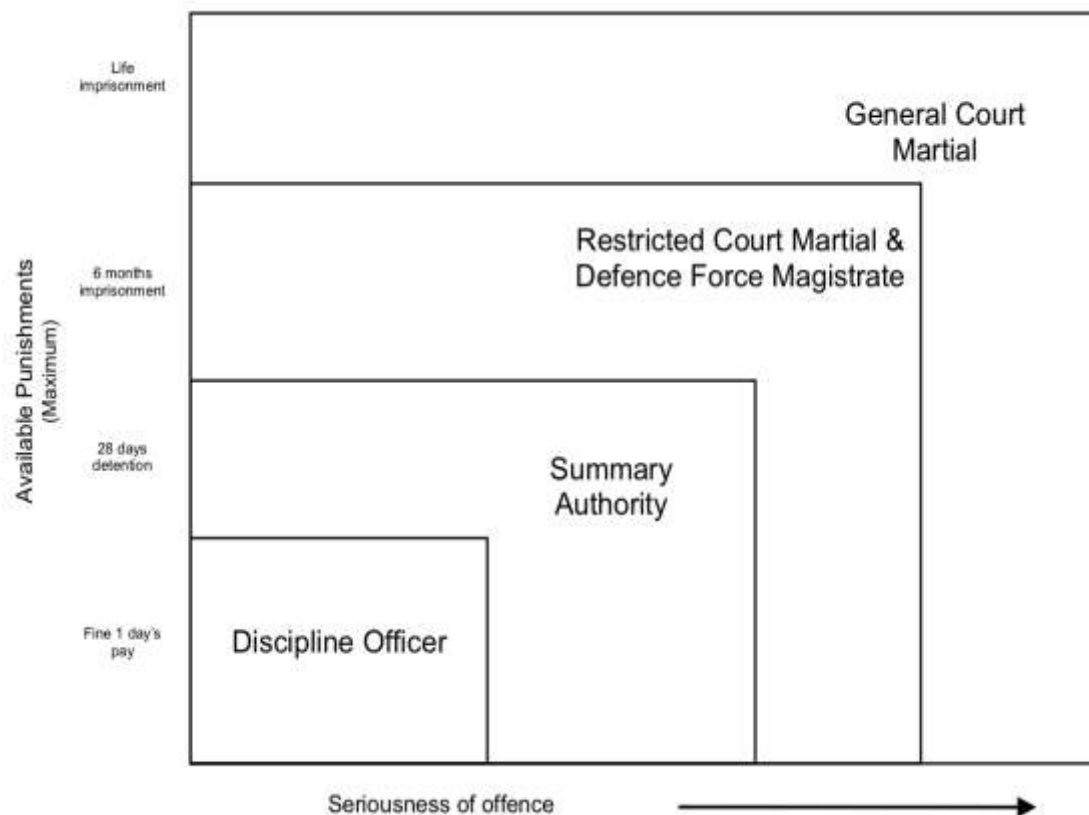 Life
imprisonment
General Court
Martial
Restricted Court Martial &
Defence Force Magistrate
6 months
imprisonment
Available Punishments
(Maximum)
28 days
detention
Summary
Authority
Fine 1 day's
pay
Discipline Officer
Seriousness of offence